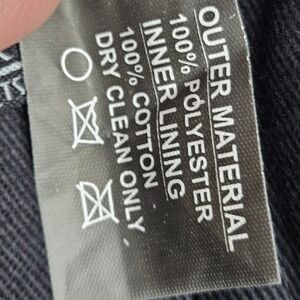 OUTER MATERIAL
100% POLYESTER
INNER LINING
100% COTTON
DRY CLEAN ONLY